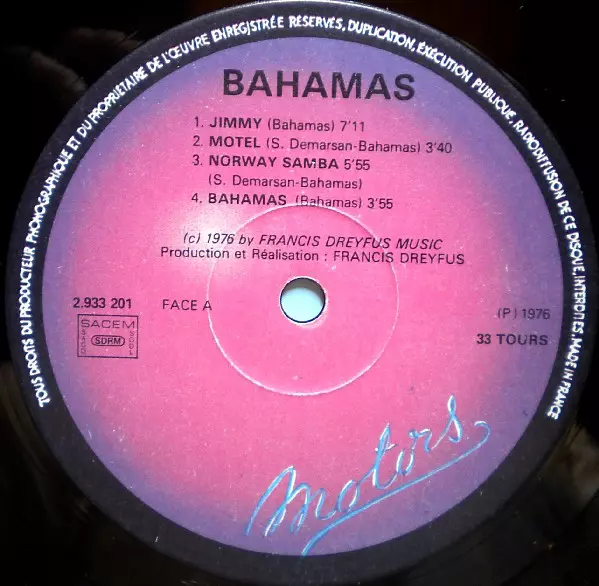 TOUS DROITS DU PRODUCTEUR PHONOGRAPHIQUE ET DU PROPRIÉTAIRE DE L'ŒUVRE ENREGISTRÉE RÉSERVÉS, DUPLICATION, EXÉCUTION PUBLIQUE, RADIODIFFUSION DE CE DISQUE, INTERDITES. MADE IN FRANCE
BAHAMAS
1. JIMMY (Bahamas) 7'11
2. MOTEL (S. Demarsan-Bahamas) 3'40
3. NORWAY SAMBA 5'55
(S. Demarsan-Bahamas)
4. BAHAMAS (Bahamas) 3'55
(c) 1976 by FRANCIS DREYFUS MUSIC
Production et Réalisation : FRANCIS DREYFUS
2.933 201 FACE A
(P) 1976
SACEM
SDRM
33 TOURS
Motors